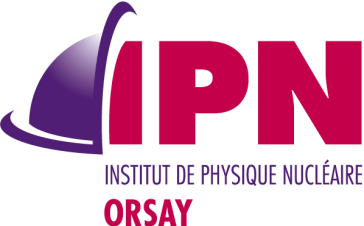 IPN
INSTITUT DE PHYSIQUE NUCLÉAIRE
ORSAY